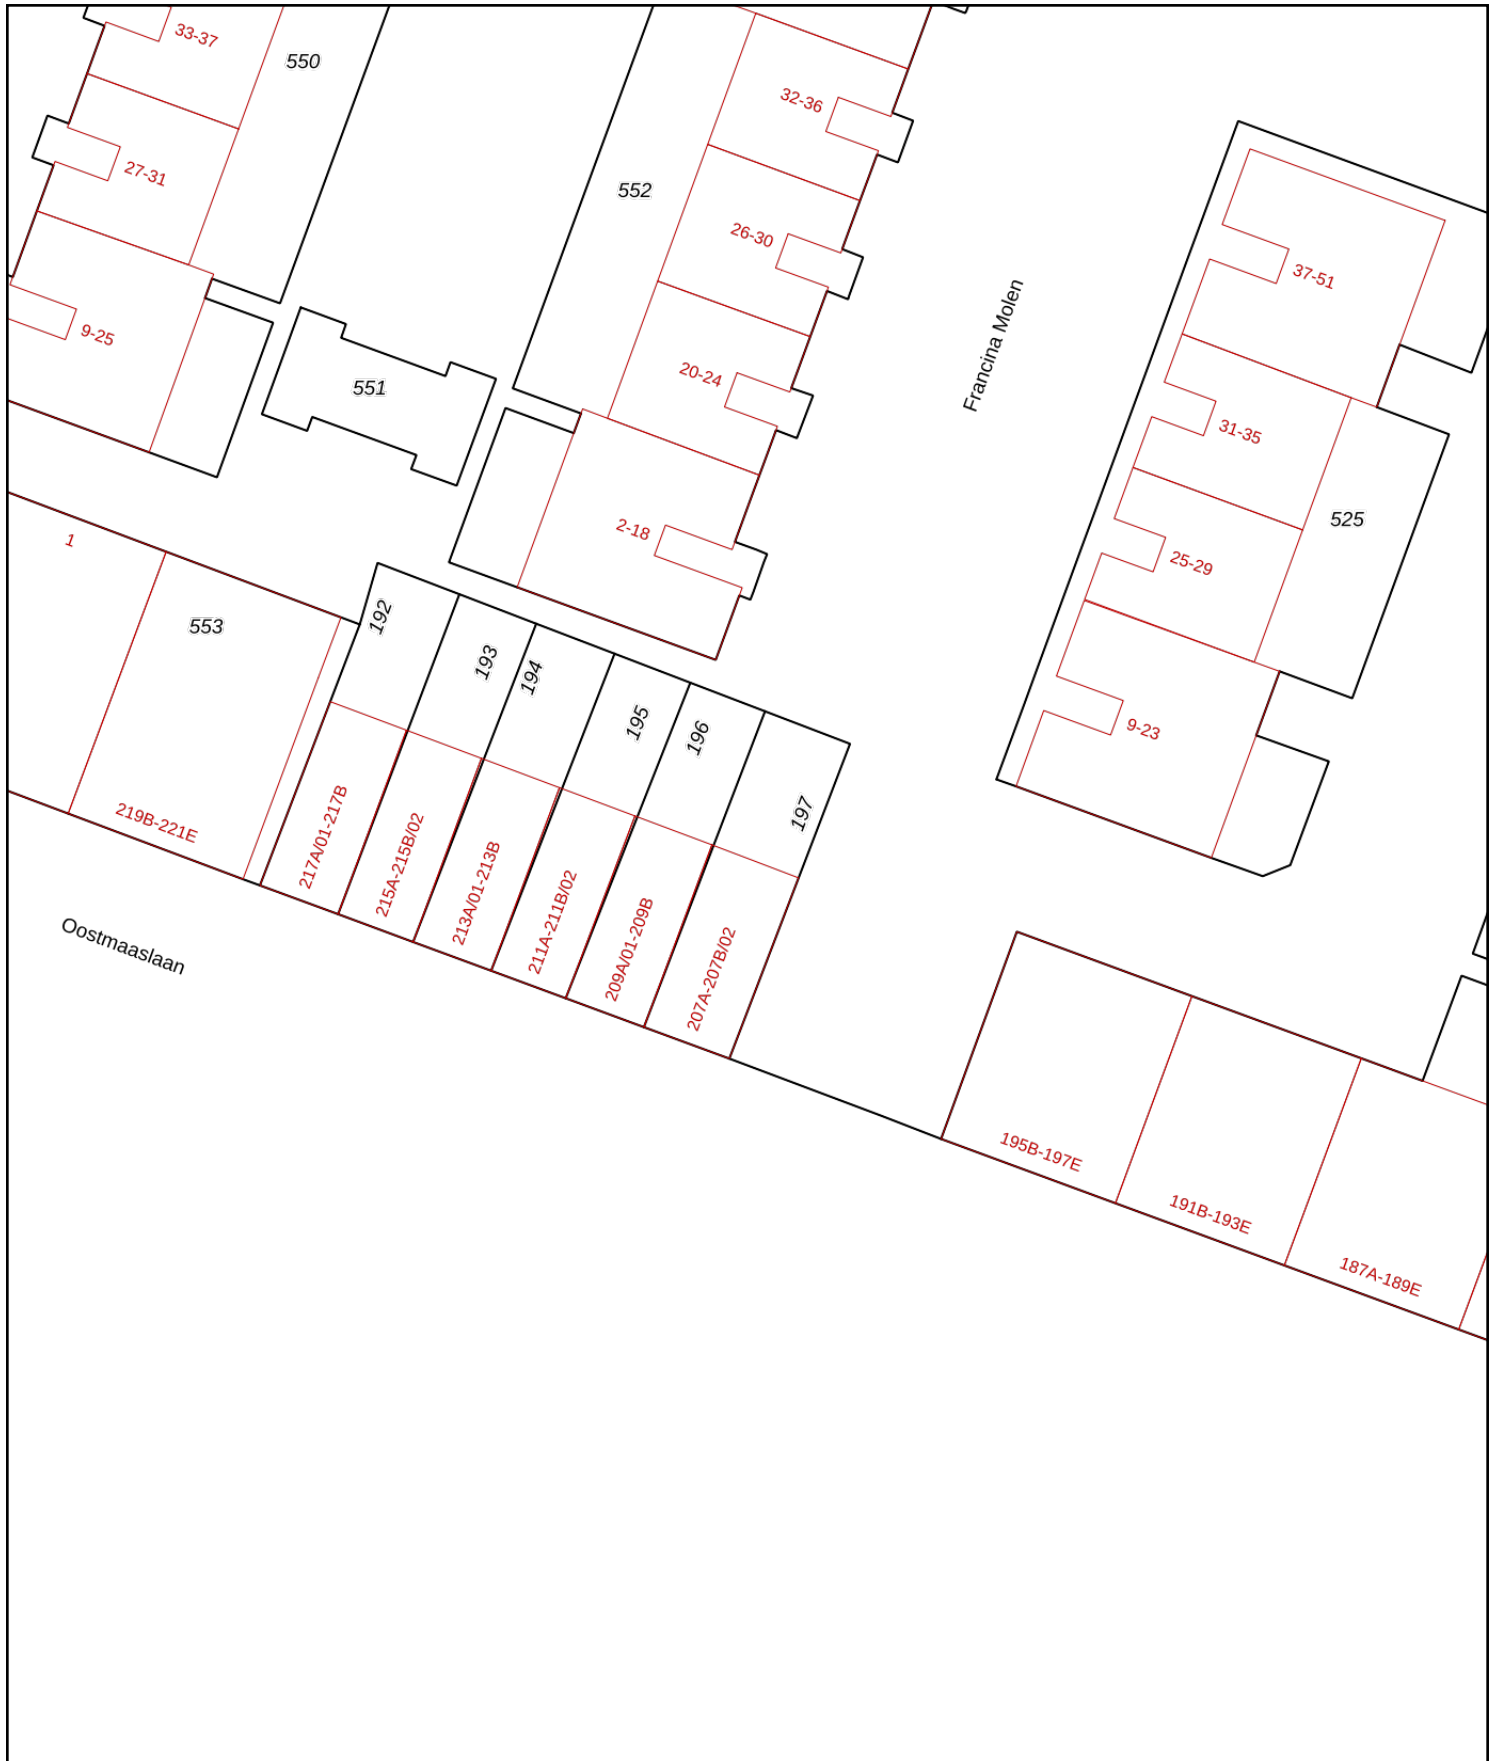 33-37
550
32-36
27-31
552
26-30
37-51
9-25
Francina Molen
20-24
551
31-35
525
2-18
1
25-29
553
192
193
194
195
196
9-23
197
219B-221E
217A/01-217B
215A-215B/02
213A/01-213B
211A-211B/02
209A/01-209B
207A-207B/02
Oostmaaslaan
195B-197E
191B-193E
187A-189E